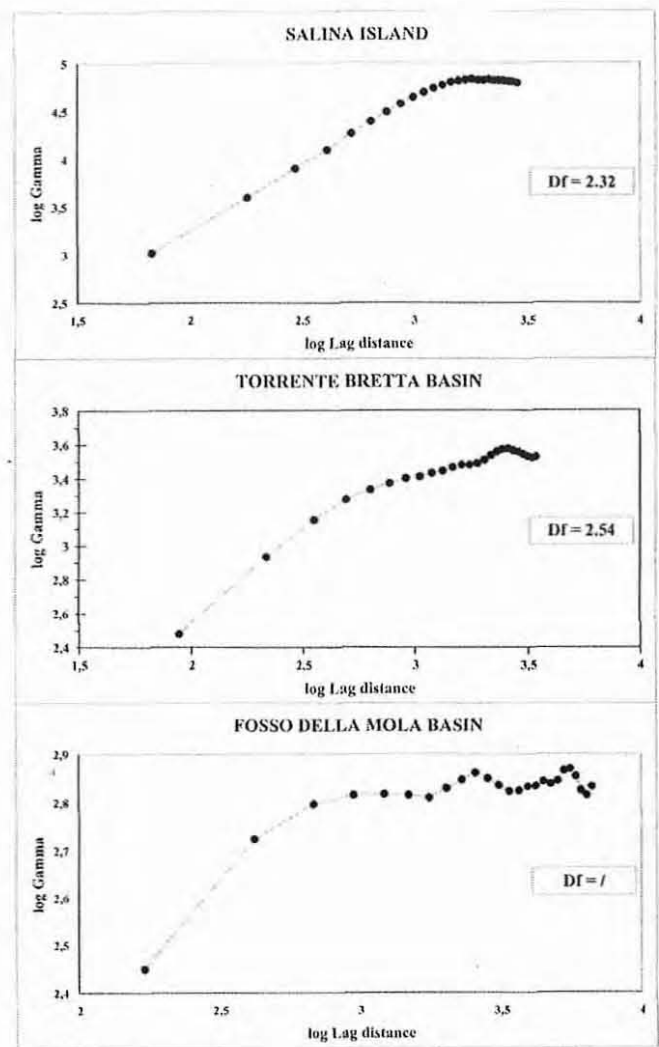 SALINA ISLAND
5
4,5
4
3,5
3
2,5
log Gamma
Df = 2.32
1,5 2 2,5 3 3,5 4
log Lag distance
TORRENTE BRETTA BASIN
3,8
3,6
3,4
3,2
3
2,8
2,6
2,4
log Gamma
Df = 2.54
1,5 2 2,5 3 3,5 4
log Lag distance
FOSSO DELLA MOLA BASIN
2,9
2,8
2,7
2,6
2,5
2,4
log Gamma
Df = /
2 2,5 3 3,5 4
log Lag distance